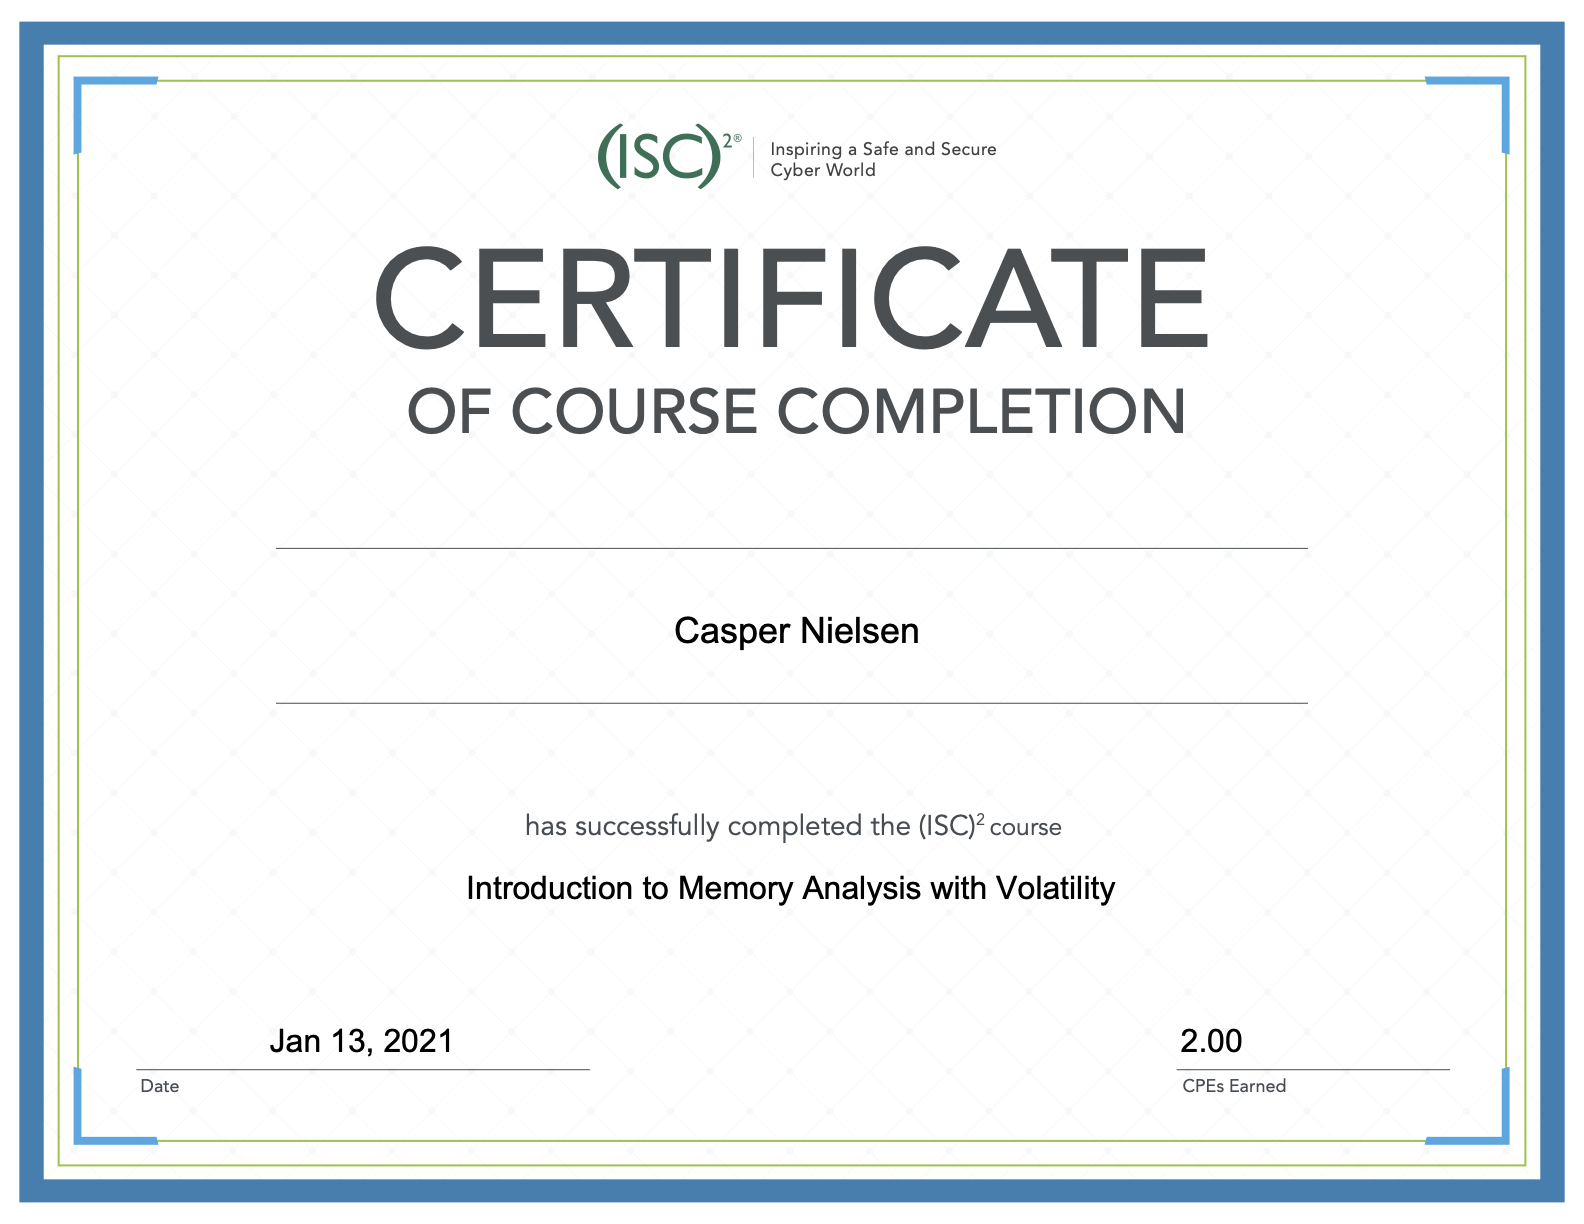 (ISC)²® Inspiring a Safe and Secure
Cyber World
CERTIFICATE
OF COURSE COMPLETION
Casper Nielsen
has successfully completed the (ISC)² course
Introduction to Memory Analysis with Volatility
Jan 13, 2021
Date
2.00
CPEs Earned